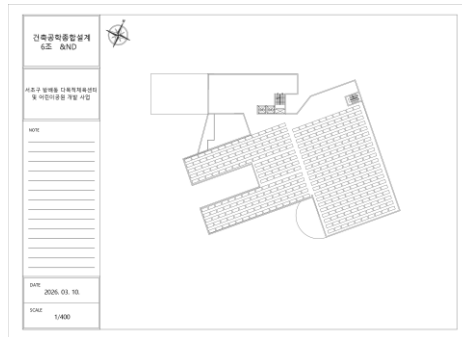 건축공학종합설계
6조 &ND
서초구 방배동 다목적체육센터
및 어린이공원 개발 사업
NOTE
DATE
2026. 03. 10.
SCALE
1/400